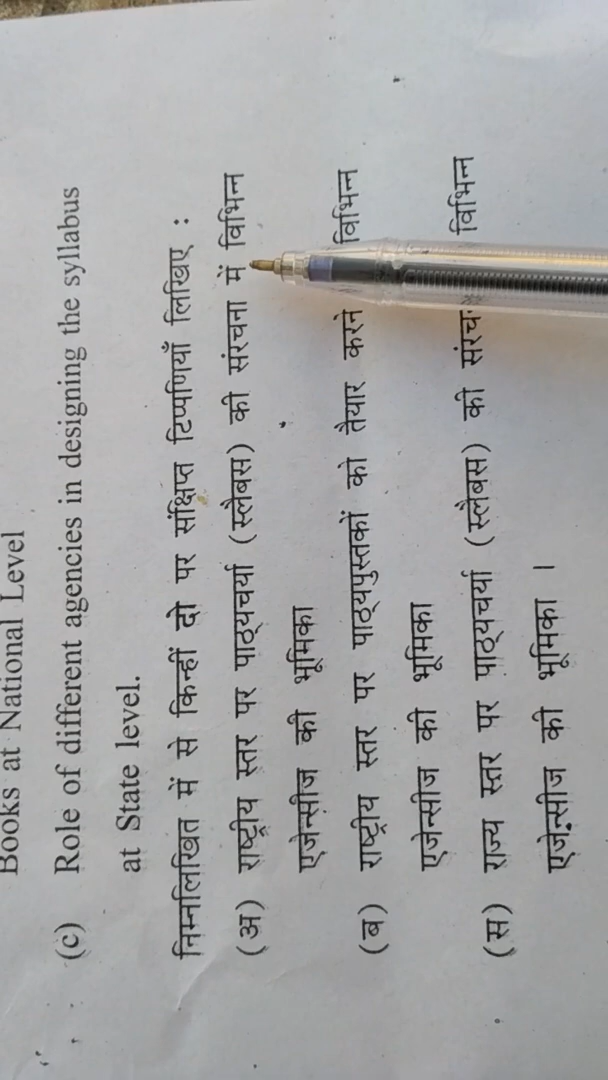 Books at National Level
(c) Role of different agencies in designing the syllabus
at State level.
निम्नलिखित में से किन्हीं दो पर संक्षिप्त टिप्पणियाँ लिखिए :
(अ) राष्ट्रीय स्तर पर पाठ्यचर्या (स्लैबस) की संरचना में विभिन्न
एजेन्सीज की भूमिका
(ब) राष्ट्रीय स्तर पर पाठ्यपुस्तकों को तैयार करने विभिन्न
एजेन्सीज की भूमिका
(स) राज्य स्तर पर पाठ्यचर्या (स्लैबस) की विभिन्न
एजेन्सीज की भूमिका ।